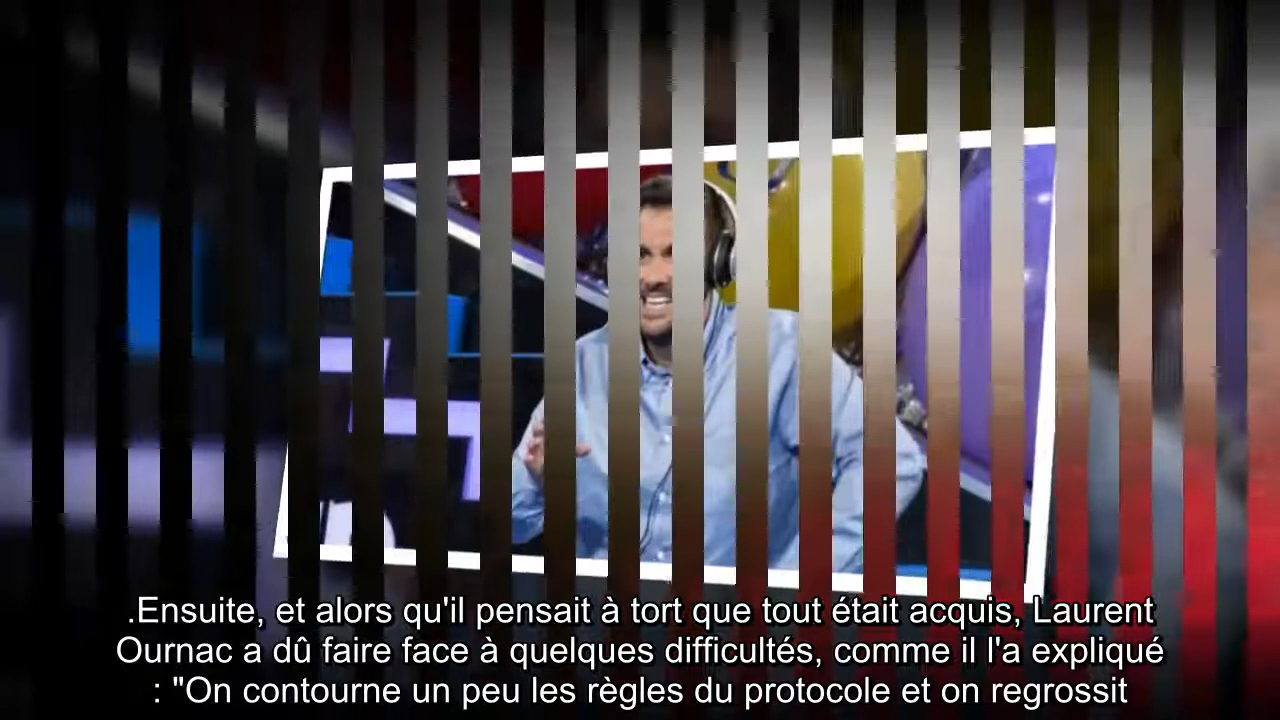 .Ensuite, et alors qu'il pensait à tort que tout était acquis, Laurent
Ournac a dû faire face à quelques difficultés, comme il l'a expliqué
: "On contourne un peu les règles du protocole et on regrossit